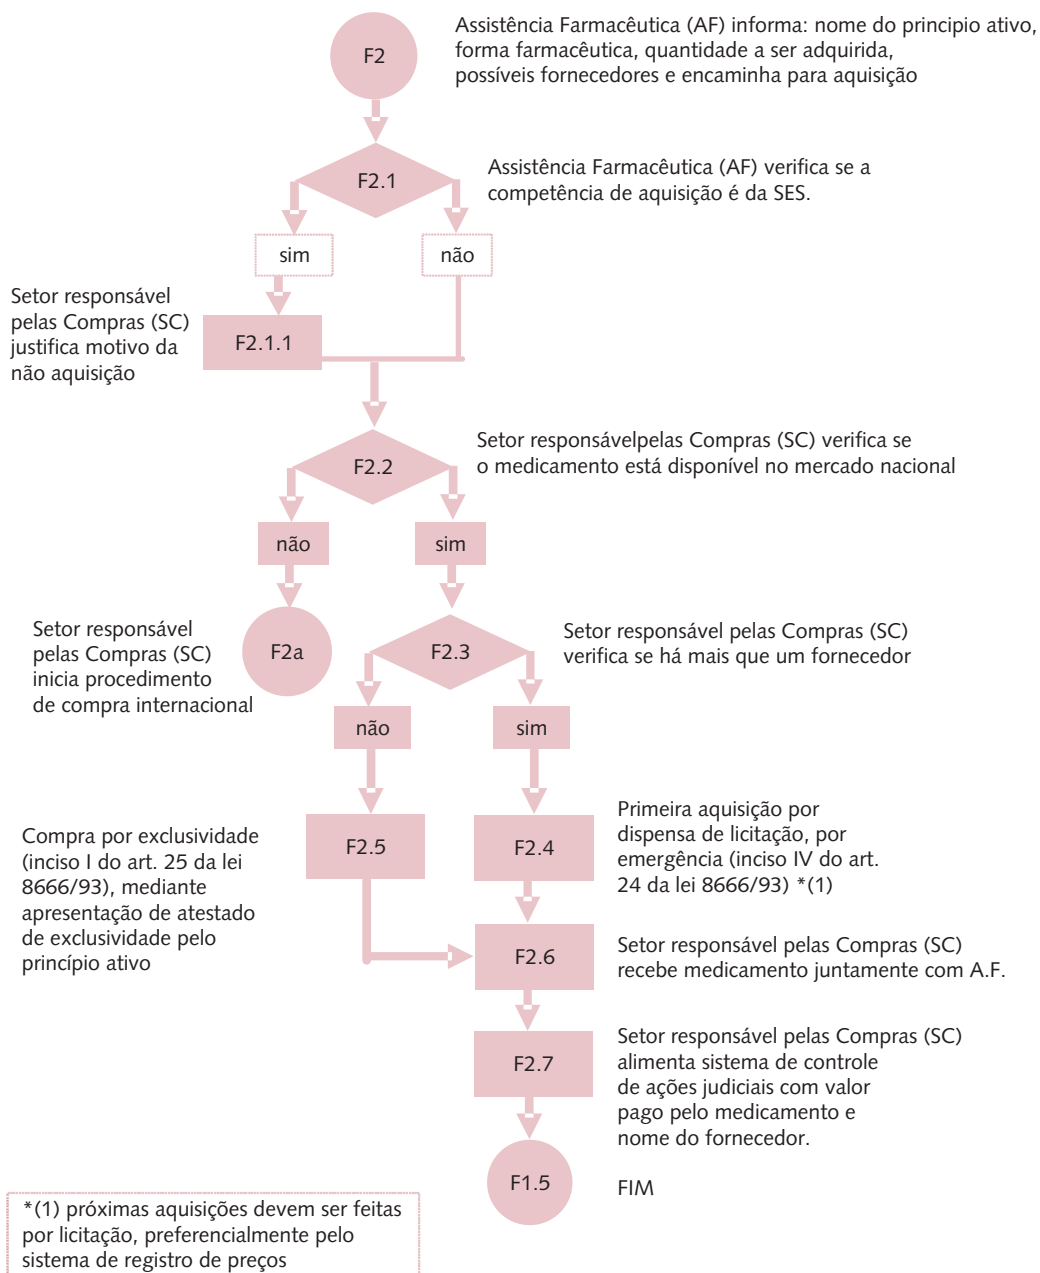 Assistência Farmacêutica (AF) informa: nome do principio ativo,
forma farmacêutica, quantidade a ser adquirida,
possíveis fornecedores e encaminha para aquisição
F2
F2.1
Assistência Farmacêutica (AF) verifica se a
competência de aquisição é da SES.
sim
não
Setor responsável
pelas Compras (SC)
justifica motivo da
não aquisição
F2.1.1
F2.2
Setor responsávelpelas Compras (SC) verifica se
o medicamento está disponível no mercado nacional
não
sim
Setor responsável
pelas Compras (SC)
inicia procedimento
de compra internacional
F2a
F2.3
Setor responsável pelas Compras (SC)
verifica se há mais que um fornecedor
não
sim
Compra por exclusividade
(inciso I do art. 25 da lei
8666/93), mediante
apresentação de atestado
de exclusividade pelo
princípio ativo
F2.5
F2.4
Primeira aquisição por
dispensa de licitação, por
emergência (inciso IV do art.
24 da lei 8666/93) *(1)
F2.6
Setor responsável pelas Compras (SC)
recebe medicamento juntamente com A.F.
F2.7
Setor responsável pelas Compras (SC)
alimenta sistema de controle
de ações judiciais com valor
pago pelo medicamento e
nome do fornecedor.
F1.5
FIM
*(1) próximas aquisições devem ser feitas
por licitação, preferencialmente pelo
sistema de registro de preços